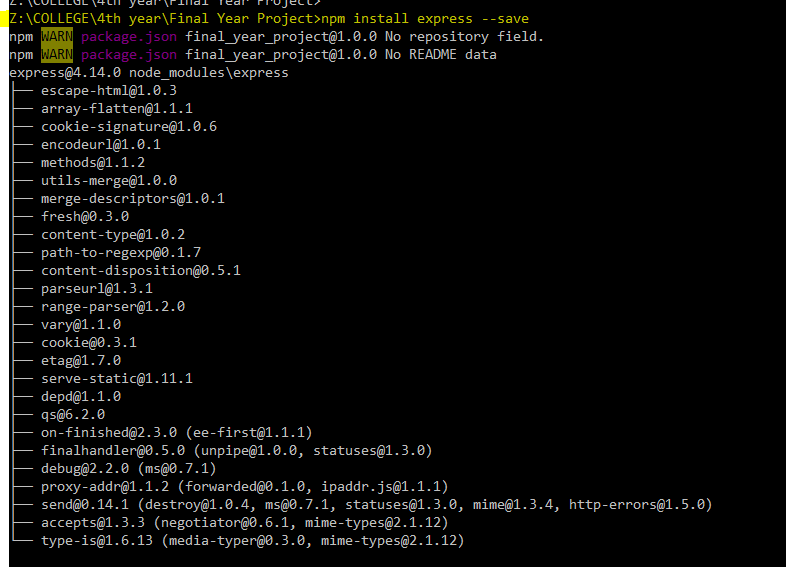 Z:\COLLEGE\4th year\Final Year Project>
Z:\COLLEGE\4th year\Final Year Project>npm install express --save
npm WARN package.json final_year_project@1.0.0 No repository field.
npm WARN package.json final_year_project@1.0.0 No README data
express@4.14.0 node_modules\express
├── escape-html@1.0.3
├── array-flatten@1.1.1
├── cookie-signature@1.0.6
├── encodeurl@1.0.1
├── methods@1.1.2
├── utils-merge@1.0.0
├── merge-descriptors@1.0.1
├── fresh@0.3.0
├── content-type@1.0.2
├── path-to-regexp@0.1.7
├── content-disposition@0.5.1
├── parseurl@1.3.1
├── range-parser@1.2.0
├── vary@1.1.0
├── cookie@0.3.1
├── etag@1.7.0
├── serve-static@1.11.1
├── depd@1.1.0
├── qs@6.2.0
├── on-finished@2.3.0 (ee-first@1.1.1)
├── finalhandler@0.5.0 (unpipe@1.0.0, statuses@1.3.0)
├── debug@2.2.0 (ms@0.7.1)
├── proxy-addr@1.1.2 (forwarded@0.1.0, ipaddr.js@1.1.1)
├── send@0.14.1 (destroy@1.0.4, ms@0.7.1, statuses@1.3.0, mime@1.3.4, http-errors@1.5.0)
├── accepts@1.3.3 (negotiator@0.6.1, mime-types@2.1.12)
└── type-is@1.6.13 (media-typer@0.3.0, mime-types@2.1.12)